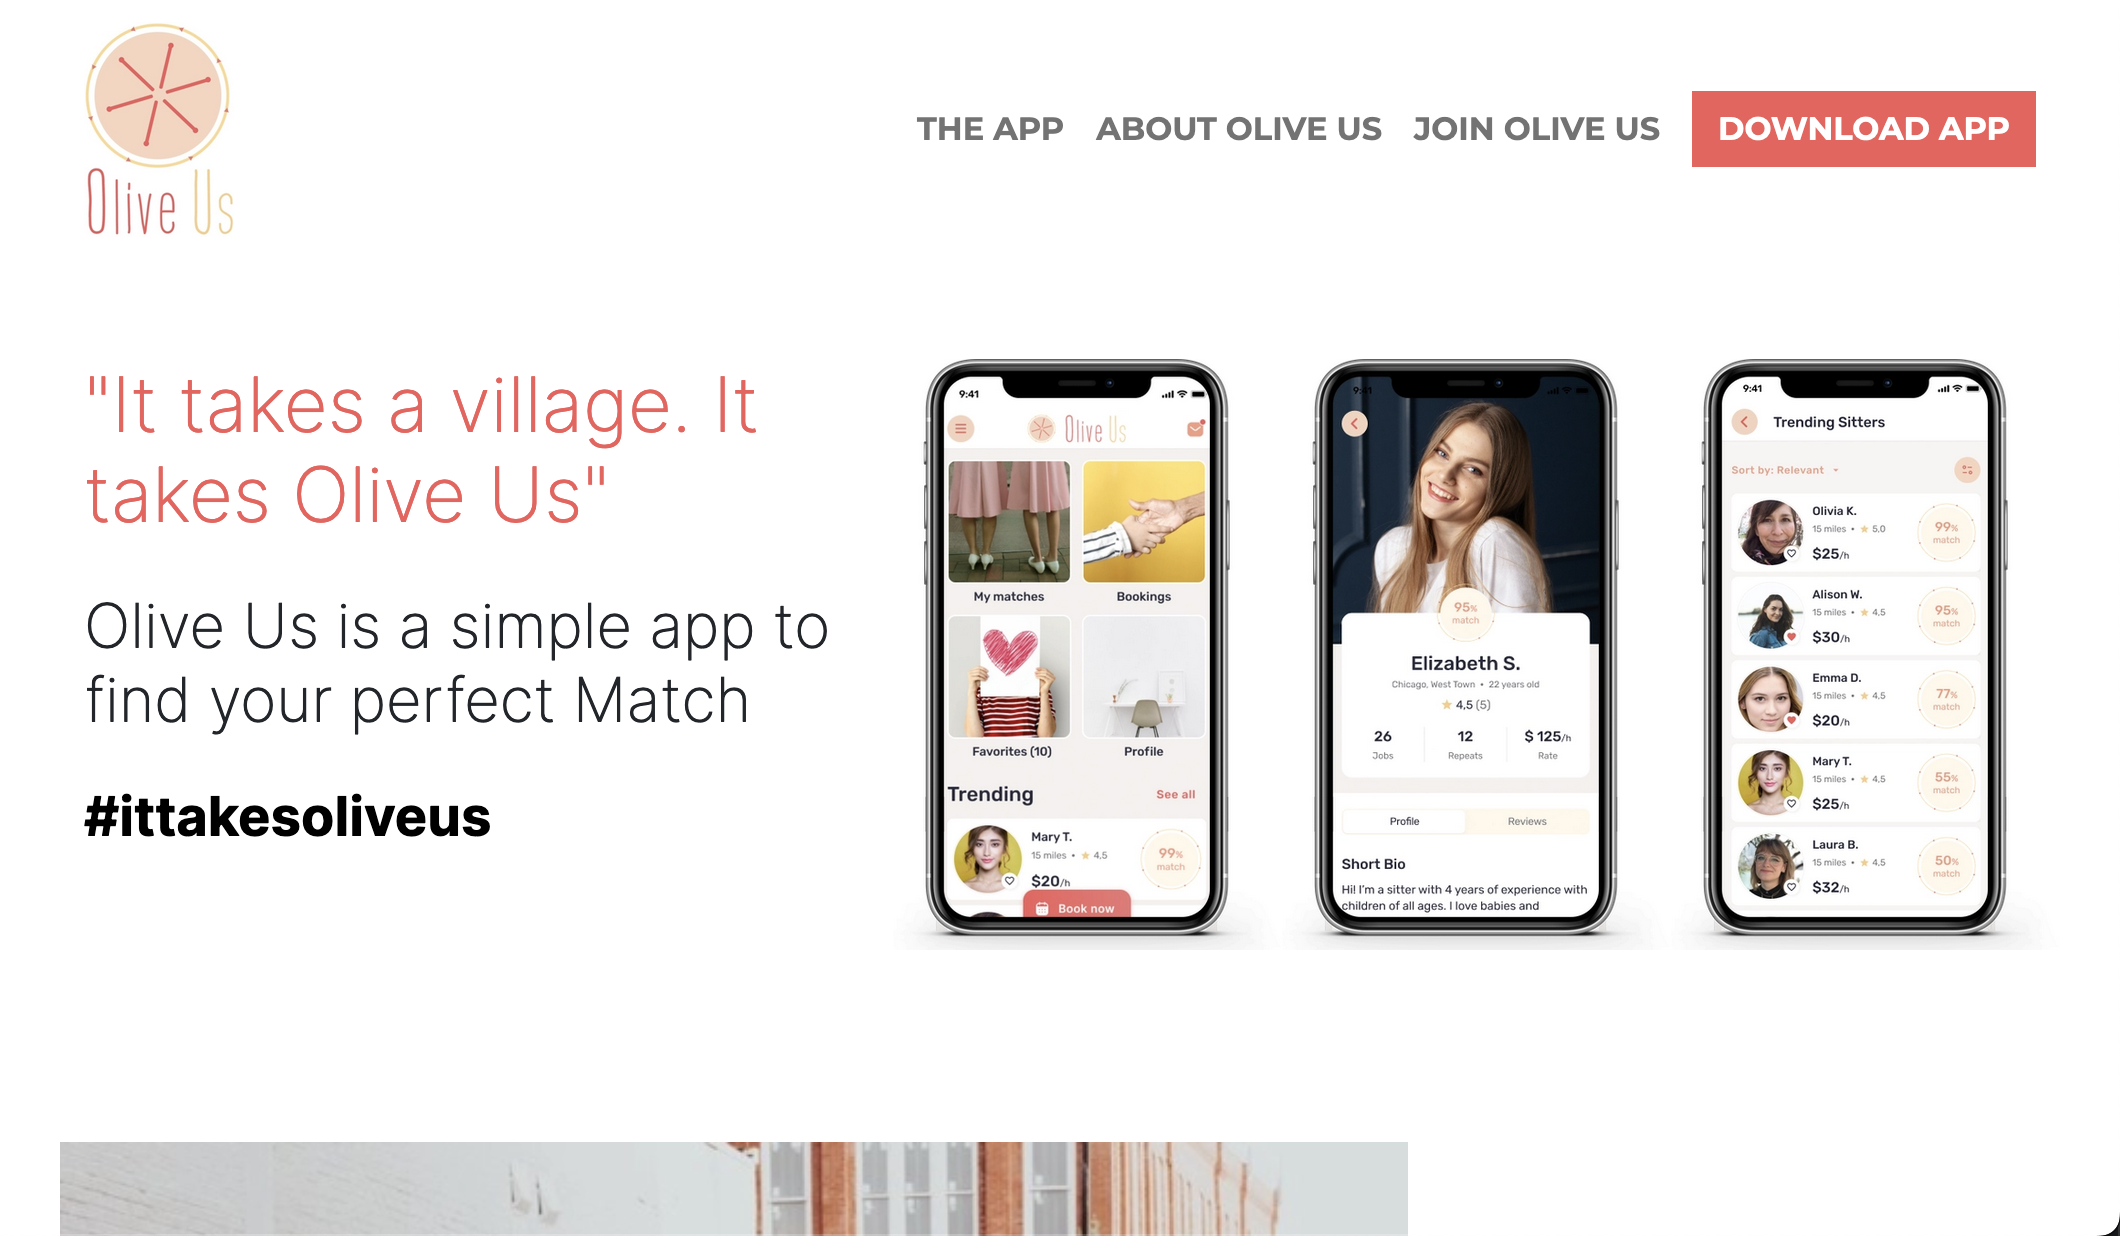 Olive Us
THE APP
ABOUT OLIVE US
JOIN OLIVE US
DOWNLOAD APP
"It takes a village. It
takes Olive Us"
Olive Us is a simple app to
find your perfect Match
#ittakesoliveus
9:41
Olive Us
My matches
Bookings
Favorites (10)
Profile
Trending
See all
Mary T.
15 miles • 4,5
$20/h
99% match
Book now
9:41
95%
match
Elizabeth S.
Chicago, West Town • 22 years old
4,5 (5)
26
Jobs
12
Repeats
$ 125/h
Rate
Profile
Reviews
Short Bio
Hi! I'm a sitter with 4 years of experience with
children of all ages. I love babies and
9:41
Trending Sitters
Sort by: Relevant
Olivia K.
15 miles • 5.0
$25/h
99%
match
Alison W.
15 miles • 4,5
$30/h
95%
match
Emma D.
15 miles • 4,5
$20/h
77%
match
Mary T.
15 miles • 4,5
$25/h
55%
match
Laura B.
15 miles • 4,5
$32/h
50%
match